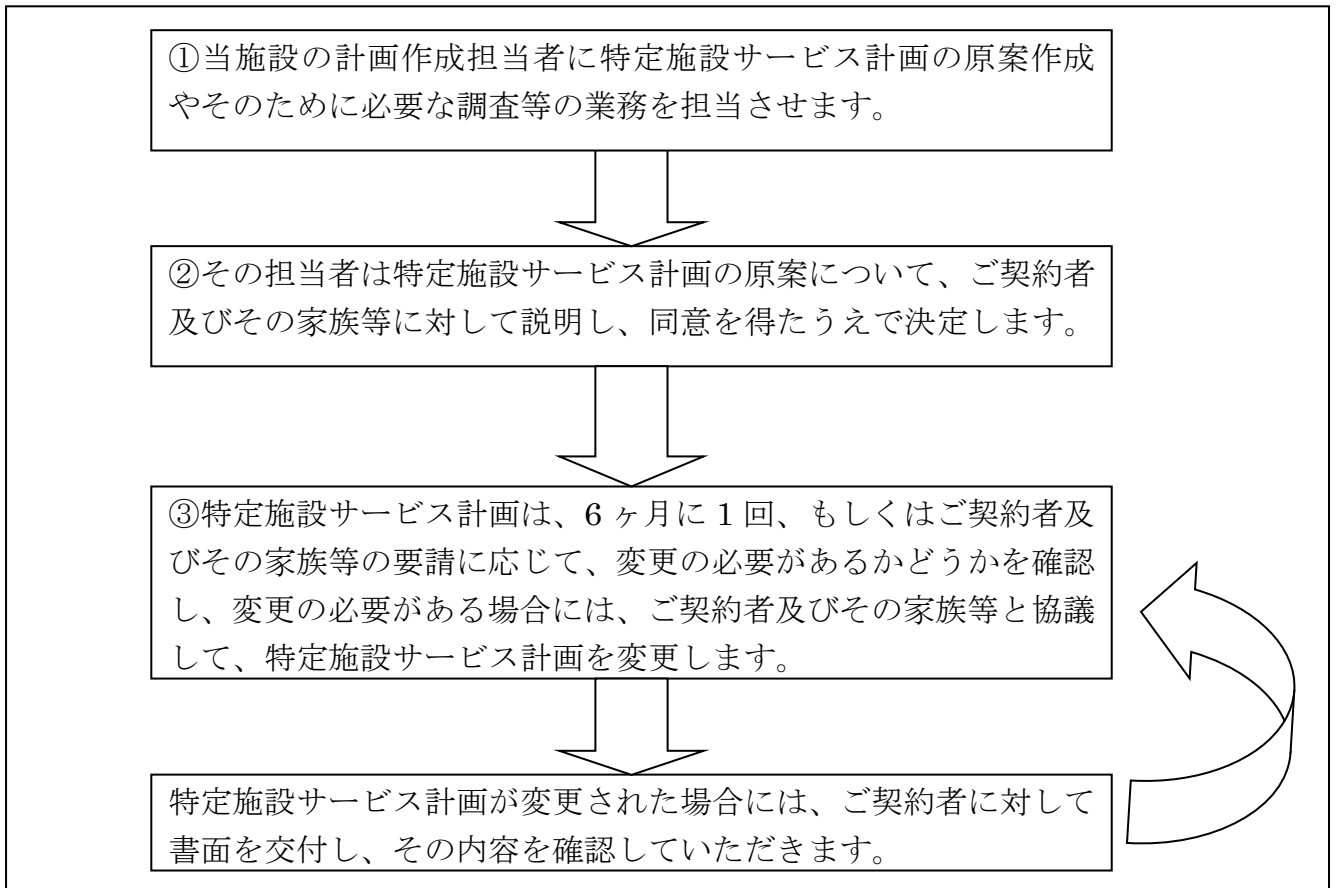 ①当施設の計画作成担当者に特定施設サービス計画の原案作成
やそのために必要な調査等の業務を担当させます。
②その担当者は特定施設サービス計画の原案について、ご契約者
及びその家族等に対して説明し、同意を得たうえで決定します。
③特定施設サービス計画は、6 ヶ月に 1 回、もしくはご契約者及
びその家族等の要請に応じて、変更の必要があるかどうかを確認
し、変更の必要がある場合には、ご契約者及びその家族等と協議
して、特定施設サービス計画を変更します。
特定施設サービス計画が変更された場合には、ご契約者に対して
書面を交付し、その内容を確認していただきます。